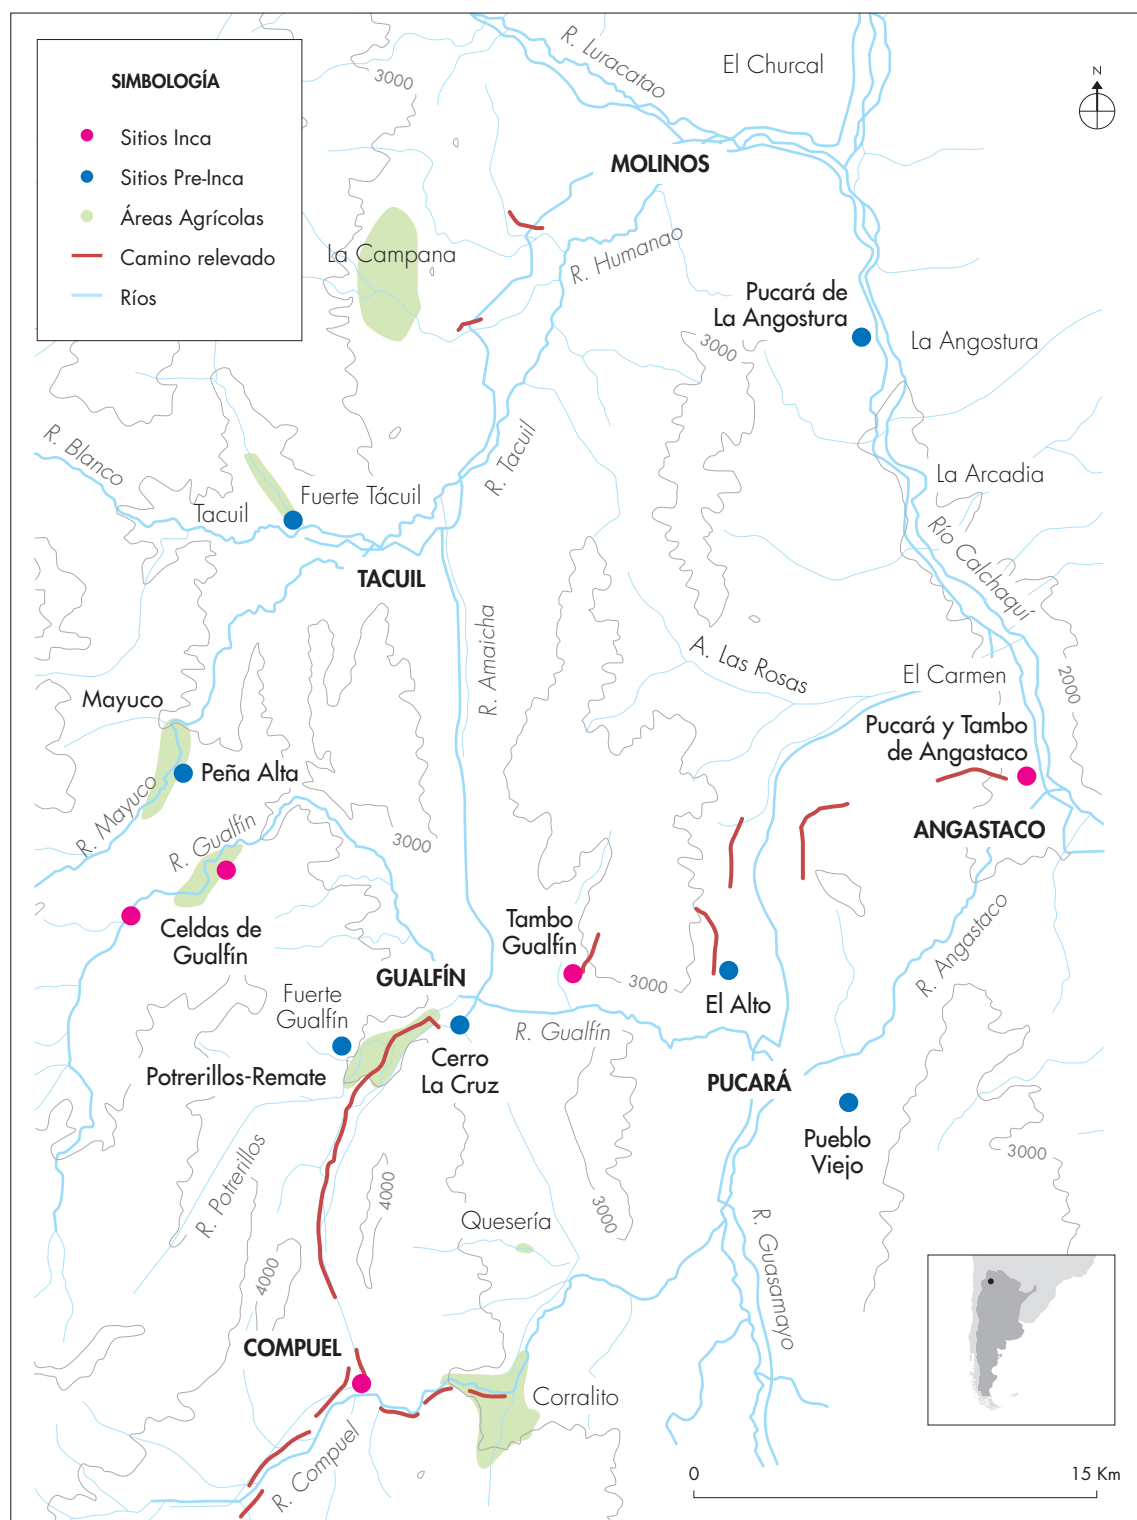 SIMBOLOGÍA
Sitios Inca
Sitios Pre-Inca
Áreas Agrícolas
Camino relevado
Ríos
3000
R. Luracatao
El Churcal
N
MOLINOS
La Campana
R. Humanao
Pucará de
La Angostura
3000
La Angostura
R. Blanco
R. Tacuil
Tacuil
Fuerte Tácuil
La Arcadia
Río Calchaquí
TACUIL
R. Amaicha
A. Las Rosas
El Carmen
2000
Mayuco
Pucará y Tambo
de Angastaco
Peña Alta
R. Mayuco
R. Gualfín
3000
ANGASTACO
Celdas de
Gualfín
Tambo
Gualfín
R. Angastaco
GUALFÍN
3000
El Alto
Fuerte
Gualfín
R. Gualfín
Cerro
La Cruz
Potrerillos-Remate
PUCARÁ
Pueblo
Viejo
3000
R. Potrerillos
4000
3000
Quesería
R. Guasamayo
4000
COMPUEL
Corralito
R. Compuel
0
15 Km